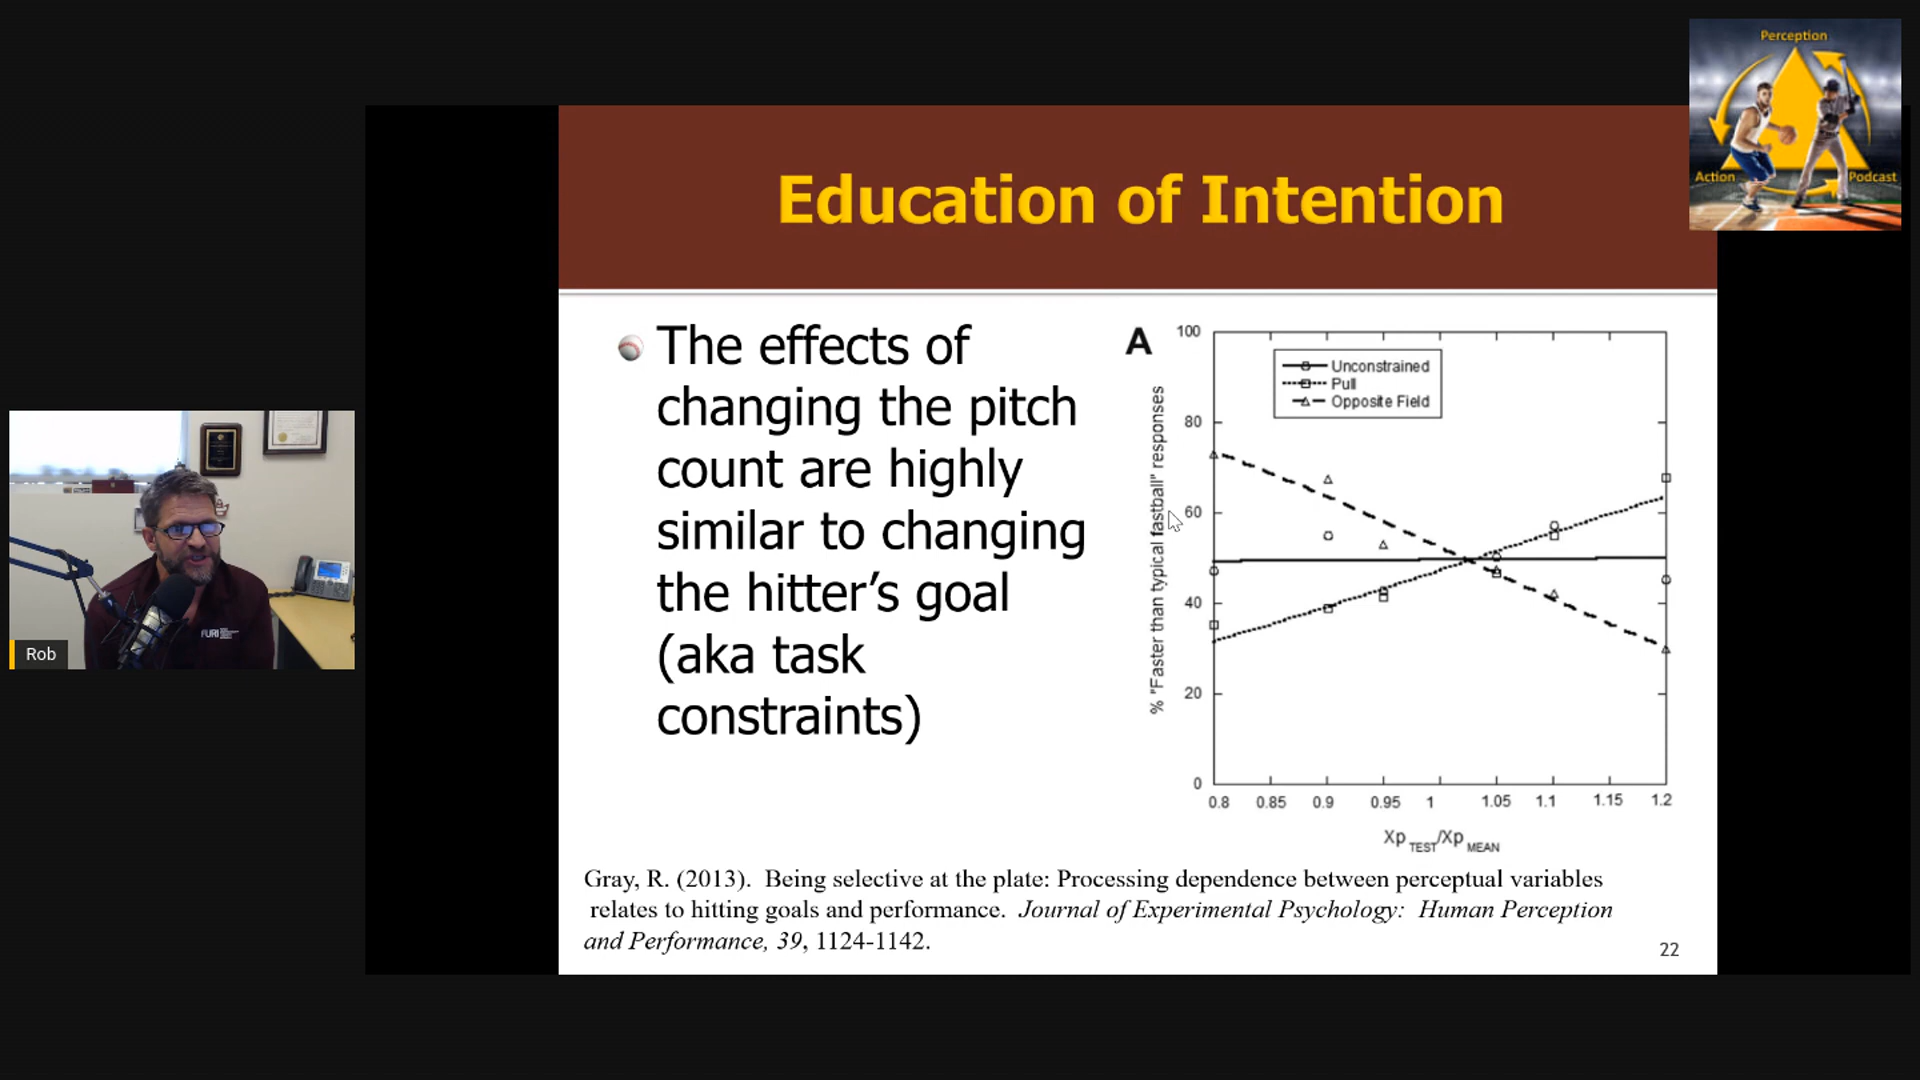 Perception
Action
Podcast
Education of Intention
The effects of
changing the pitch
count are highly
similar to changing
the hitter’s goal
(aka task
constraints)
A
Unconstrained
Pull
Opposite Field
% "Faster than typical fastball" responses
100
80
60
40
20
0
0.8 0.85 0.9 0.95 1 1.05 1.1 1.15 1.2
Xp TEST/Xp MEAN
Gray, R. (2013). Being selective at the plate: Processing dependence between perceptual variables
relates to hitting goals and performance. Journal of Experimental Psychology: Human Perception
and Performance, 39, 1124-1142.
22
FURI
Rob